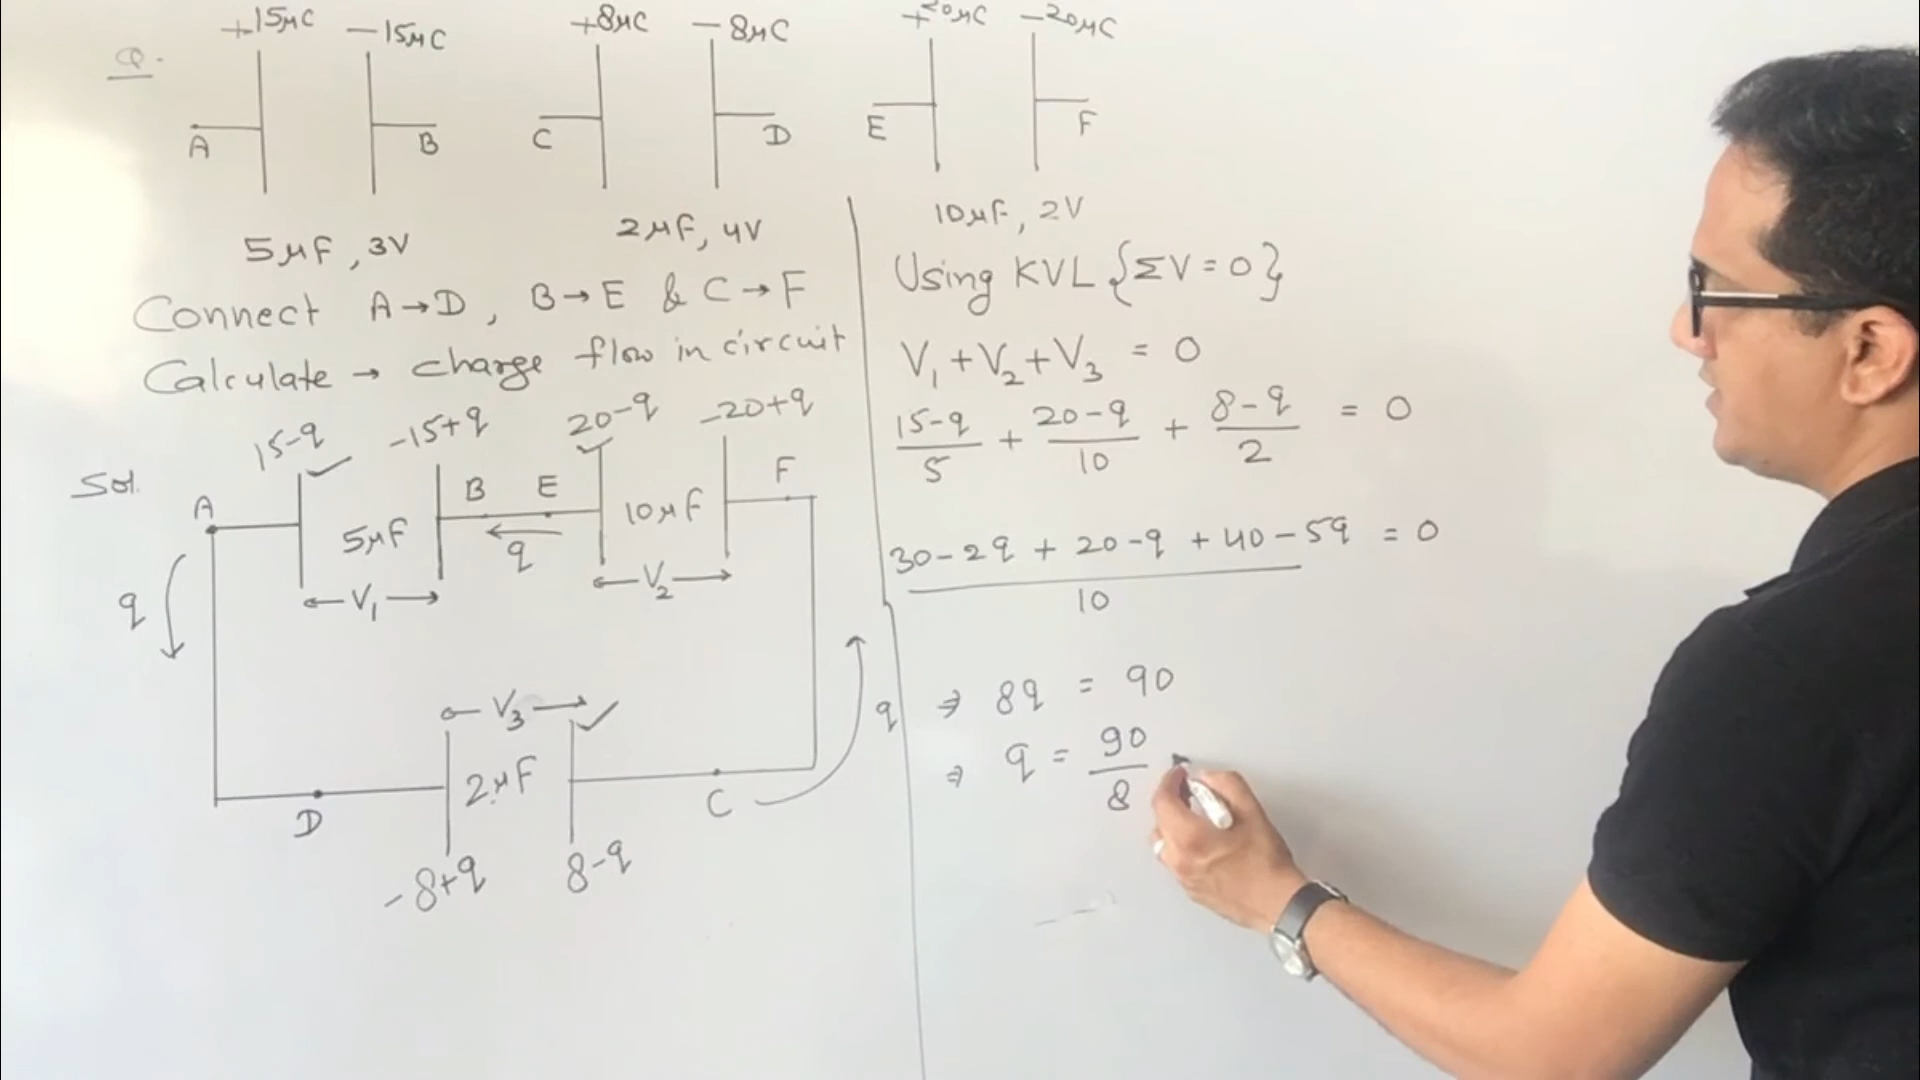 Q.
+15μC
-15μC
+8μC
-8μC
+20μC
-20μC
A
B
C
D
E
F
5μF, 3V
2μF, 4V
10μF, 2V
Connect A→D, B→E & C→F
Calculate → charge flow in circuit
Sol.
15-q
-15+q
20-q
-20+q
A
B
E
F
5μF
10μF
q
q
V₁
V₂
V₃
q
2μF
D
C
-8+q
8-q
Using KVL {ΣV = 0}
V₁ + V₂ + V₃ = 0
15-q/5 + 20-q/10 + 8-q/2 = 0
30-2q + 20-q + 40-5q = 0
10
⇒ 8q = 90
⇒ q = 90/8